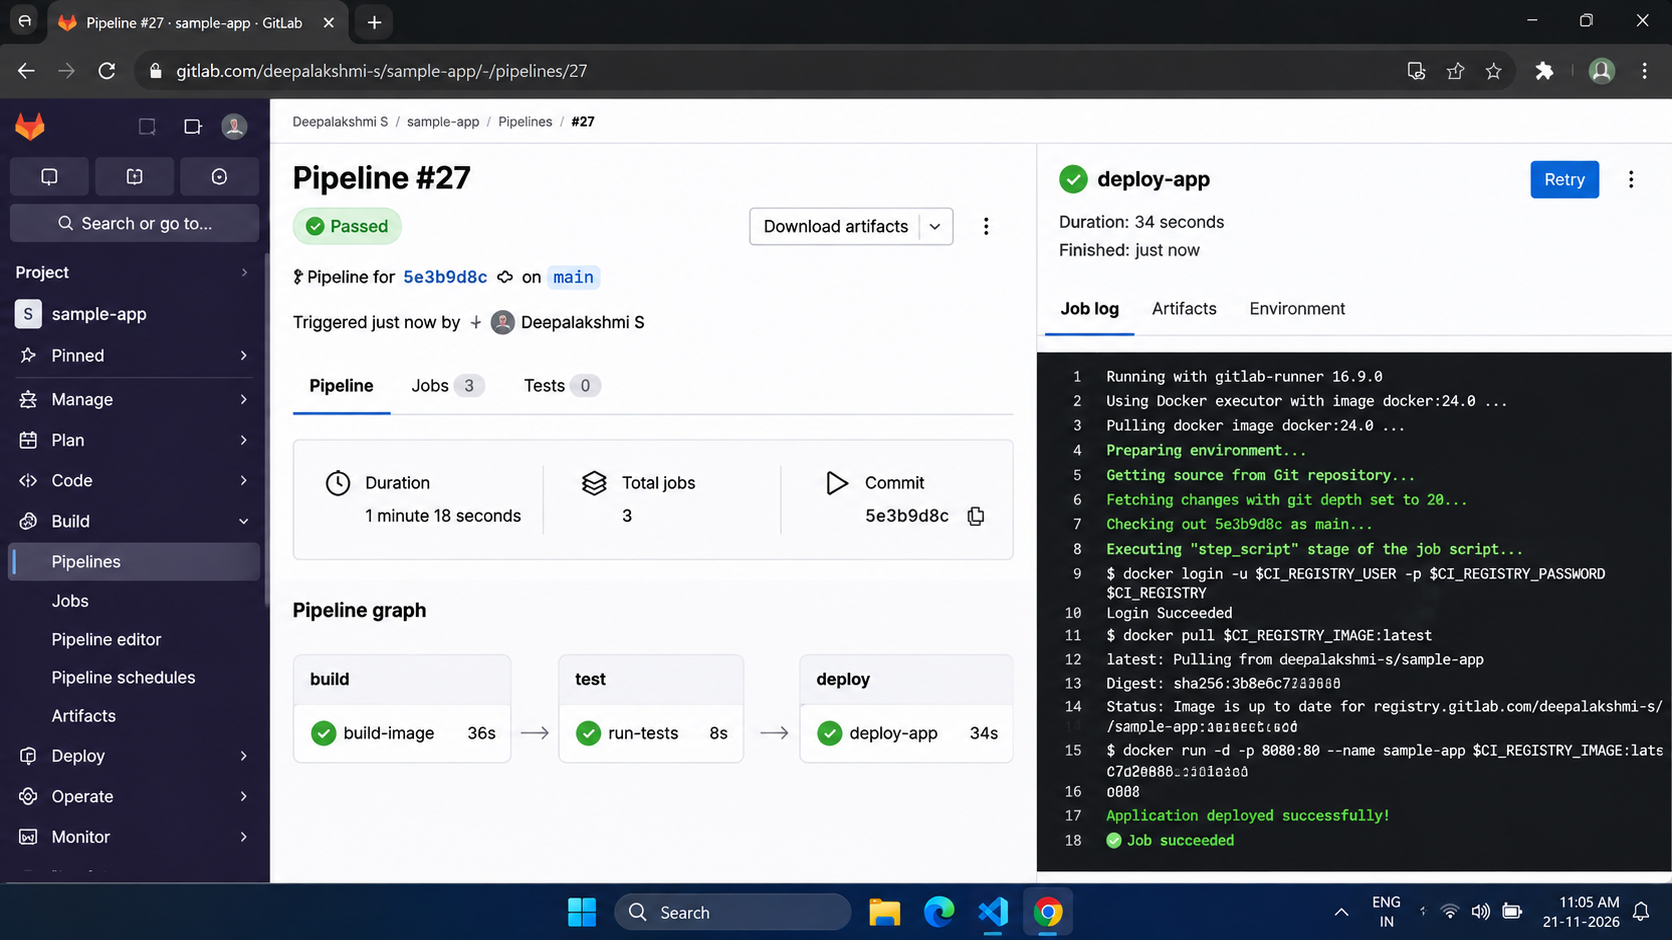 Pipeline #27 · sample-app · GitLab
gitlab.com/deepalakshmi-s/sample-app/-/pipelines/27
Search or go to...
Project
S sample-app
Pinned
Manage
Plan
Code
Build
Pipelines
Jobs
Pipeline editor
Pipeline schedules
Artifacts
Deploy
Operate
Monitor
Deepalakshmi S / sample-app / Pipelines / #27
Pipeline #27
Passed
Download artifacts
Pipeline for 5e3b9d8c on main
Triggered just now by Deepalakshmi S
Pipeline Jobs 3 Tests 0
Duration
1 minute 18 seconds
Total jobs
3
Commit
5e3b9d8c
Pipeline graph
build
build-image 36s
test
run-tests 8s
deploy
deploy-app 34s
deploy-app
Retry
Duration: 34 seconds
Finished: just now
Job log Artifacts Environment
1 Running with gitlab-runner 16.9.0
2 Using Docker executor with image docker:24.0 ...
3 Pulling docker image docker:24.0 ...
4 Preparing environment...
5 Getting source from Git repository...
6 Fetching changes with git depth set to 20...
7 Checking out 5e3b9d8c as main...
8 Executing "step_script" stage of the job script...
9 $ docker login -u $CI_REGISTRY_USER -p $CI_REGISTRY_PASSWORD
$CI_REGISTRY
10 Login Succeeded
11 $ docker pull $CI_REGISTRY_IMAGE:latest
12 latest: Pulling from deepalakshmi-s/sample-app
13 Digest:
14 Status: Image is up to date for registry.gitlab.com/deepalakshmi-s/
15 $ docker run -d -p 8080:80 --name sample-app
16
17 Application deployed successfully!
18 Job succeeded
Search
ENG
IN
11:05 AM
21-11-2026